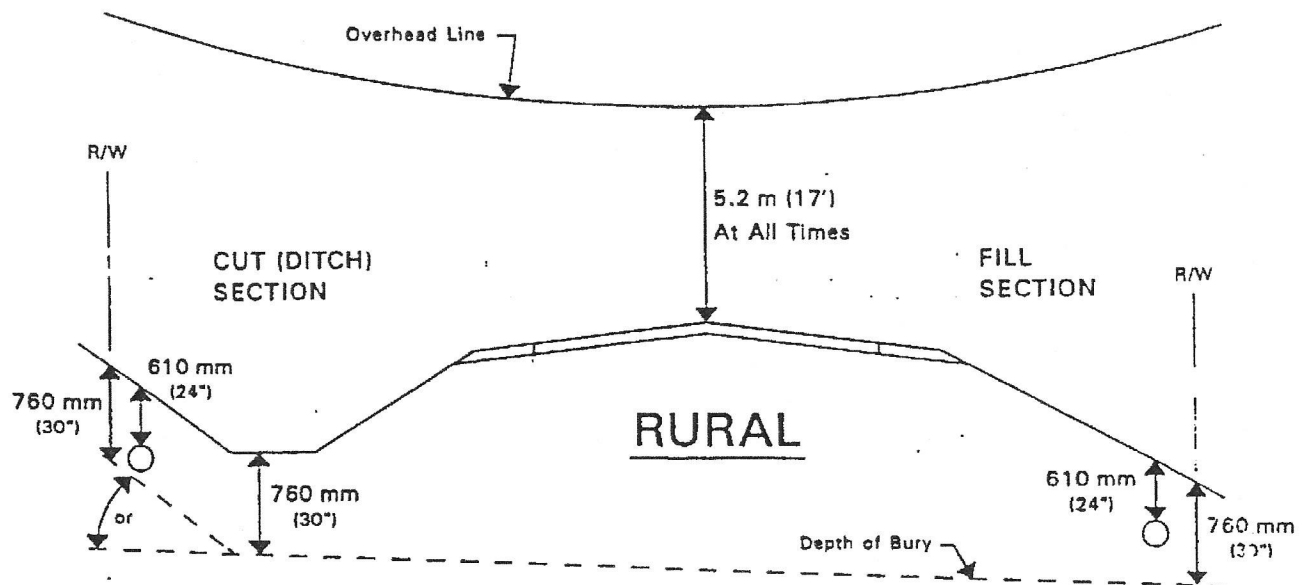 Overhead Line
R/W
5.2 m (17')
At All Times
CUT (DITCH)
SECTION
FILL
SECTION
R/W
610 mm
(24")
760 mm
(30")
RURAL
or
760 mm
(30")
610 mm
(24")
760 mm
(30")
Depth of Bury